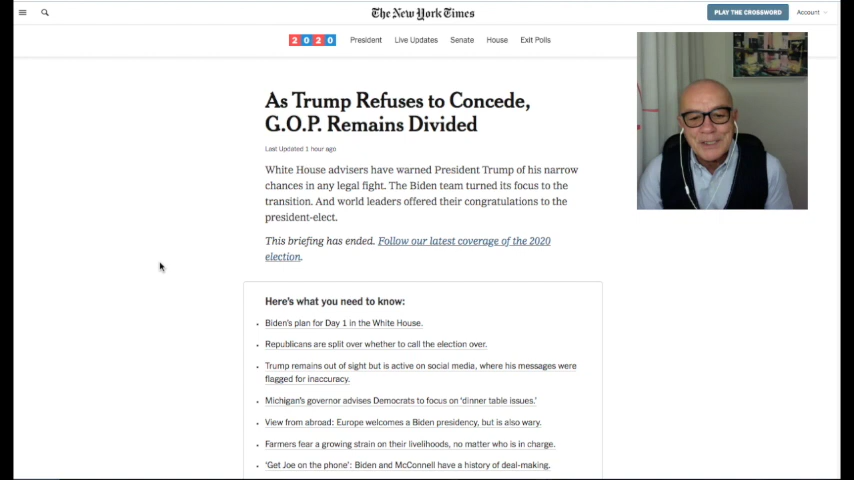 The New York Times
PLAY THE CROSSWORD
Account
2020 President Live Updates Senate House Exit Polls
As Trump Refuses to Concede,
G.O.P. Remains Divided
Last Updated 1 hour ago
White House advisers have warned President Trump of his narrow
chances in any legal fight. The Biden team turned its focus to the
transition. And world leaders offered their congratulations to the
president-elect.
This briefing has ended. Follow our latest coverage of the 2020
election.
Here's what you need to know:
Biden's plan for Day 1 in the White House.
Republicans are split over whether to call the election over.
Trump remains out of sight but is active on social media, where his messages were
flagged for inaccuracy.
Michigan's governor advises Democrats to focus on 'dinner table issues.'
View from abroad: Europe welcomes a Biden presidency, but is also wary.
Farmers fear a growing strain on their livelihoods, no matter who is in charge.
'Get Joe on the phone': Biden and McConnell have a history of deal-making.